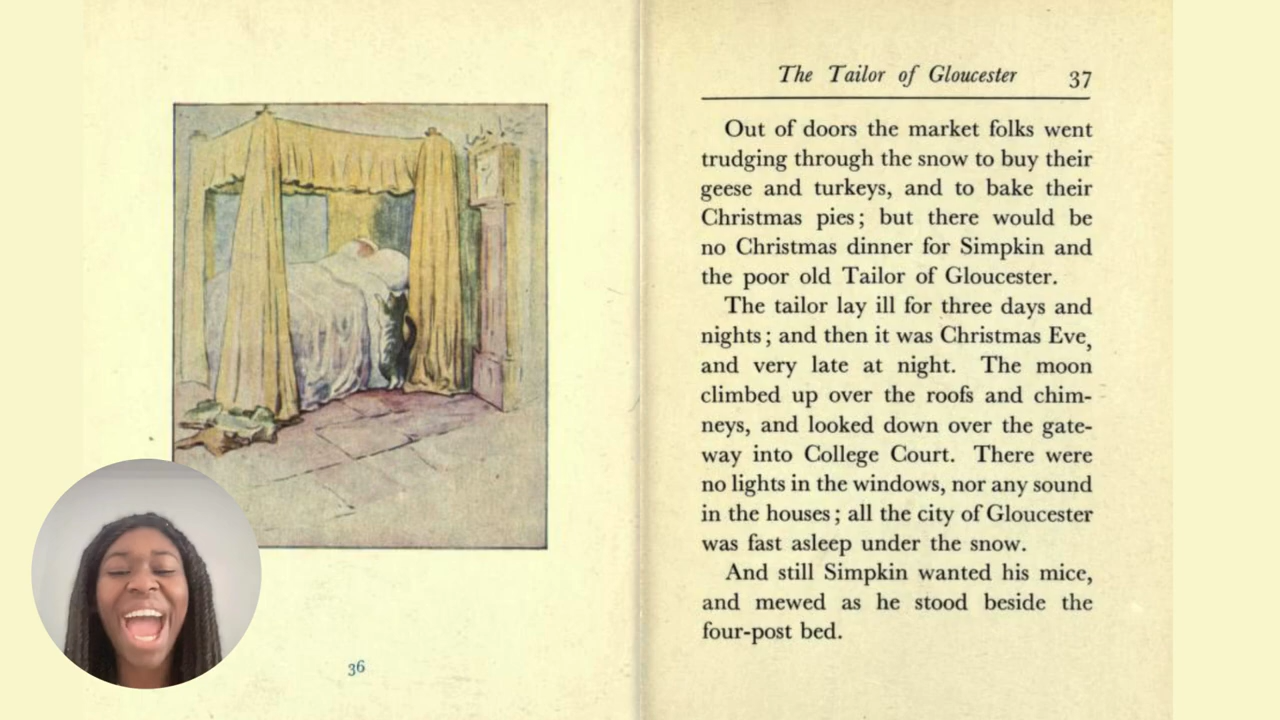 36
The Tailor of Gloucester 37
Out of doors the market folks went
trudging through the snow to buy their
geese and turkeys, and to bake their
Christmas pies; but there would be
no Christmas dinner for Simpkin and
the poor old Tailor of Gloucester.
The tailor lay ill for three days and
nights; and then it was Christmas Eve,
and very late at night. The moon
climbed up over the roofs and chim-
neys, and looked down over the gate-
way into College Court. There were
no lights in the windows, nor any sound
in the houses; all the city of Gloucester
was fast asleep under the snow.
And still Simpkin wanted his mice,
and mewed as he stood beside the
four-post bed.